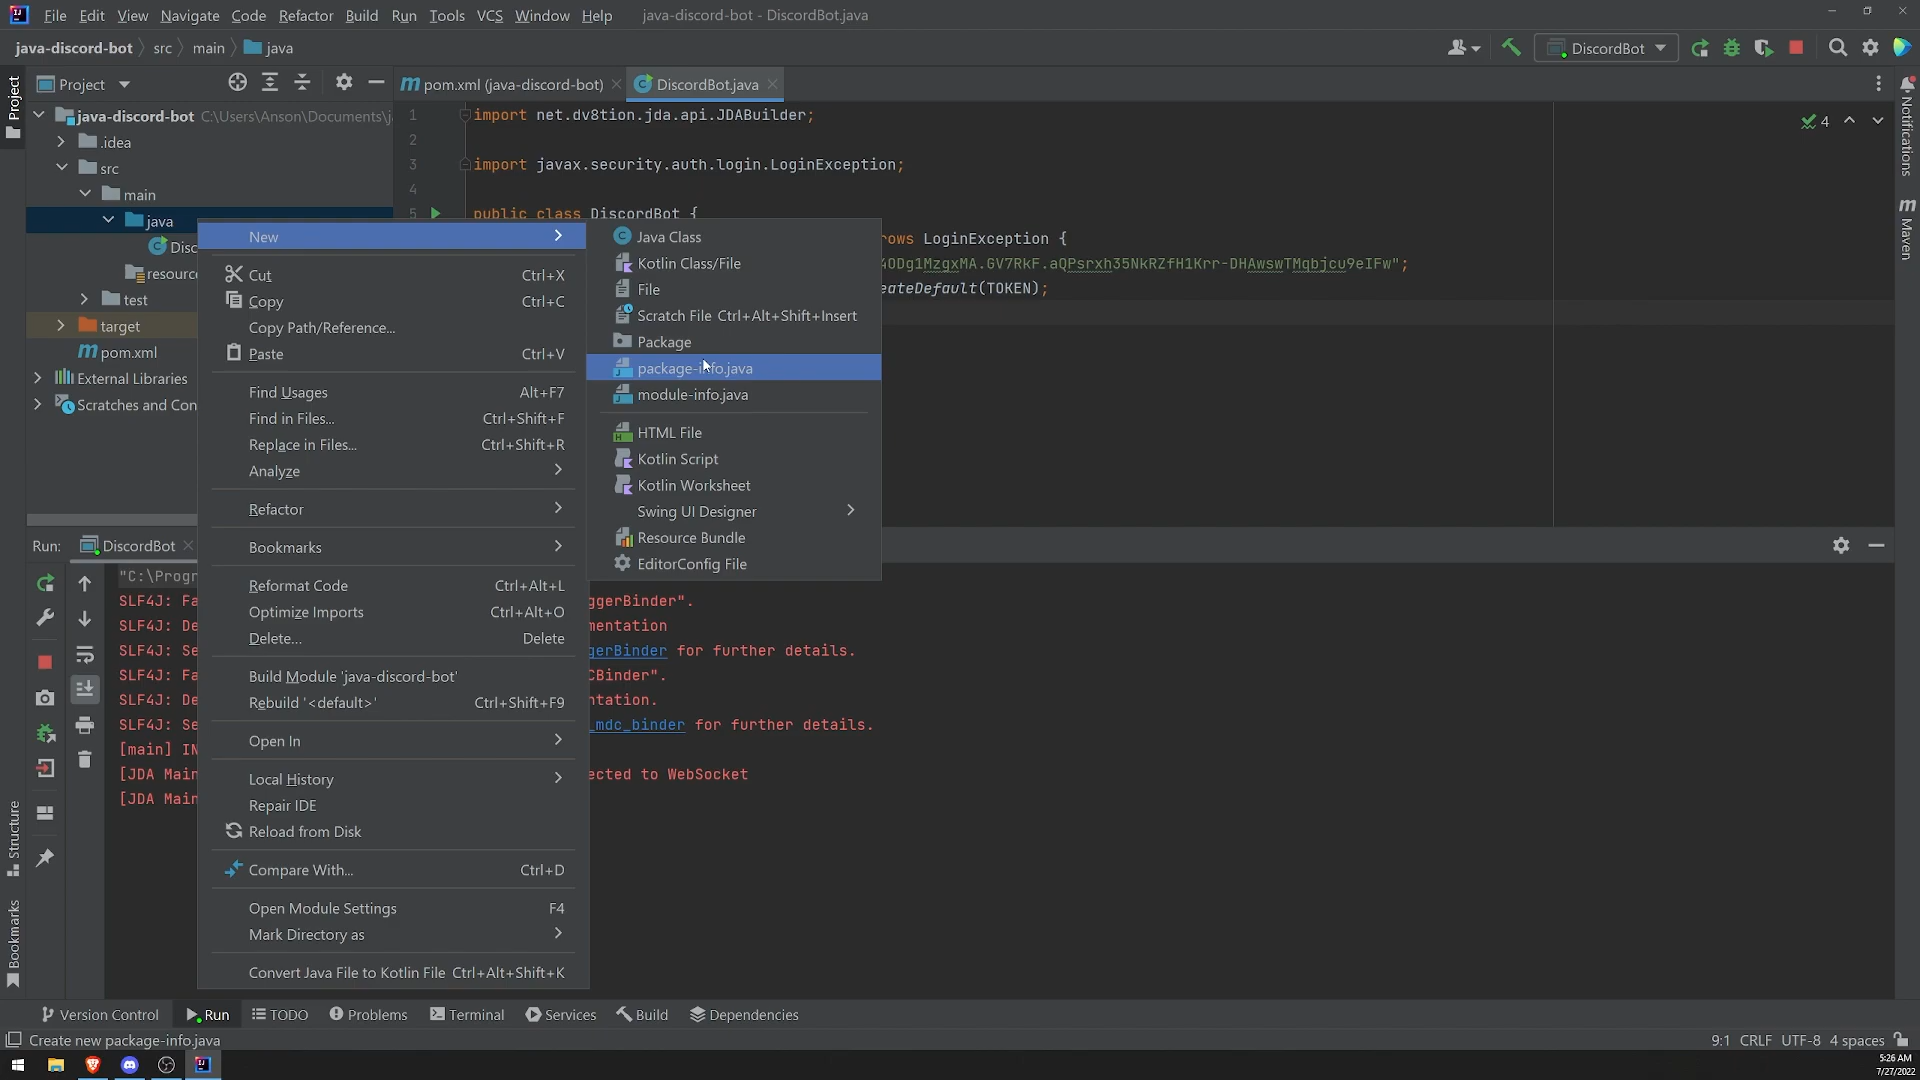 File Edit View Navigate Code Refactor Build Run Tools VCS Window Help java-discord-bot - DiscordBot.java
java-discord-bot src main java
DiscordBot
Project
pom.xml (java-discord-bot)
DiscordBot.java
Project
Notifications
Maven
java-discord-bot C:\Users\Anson\Documents\
.idea
src
main
java
Disc
resource
test
target
pom.xml
External Libraries
Scratches and Con
4
1 import net.dv8tion.jda.api.JDABuilder;
2
3 import javax.security.auth.login.LoginException;
4
5 public class DiscordBot {
rows LoginException {
4ODg1MzgxMA.GV7RkF.aQPsrxh35NkRZfH1Krr-DHAwswTMqbjcu9eIFw";
eateDefault(TOKEN);
New
Cut Ctrl+X
Copy Ctrl+C
Copy Path/Reference...
Paste Ctrl+V
Find Usages Alt+F7
Find in Files... Ctrl+Shift+F
Replace in Files... Ctrl+Shift+R
Analyze
Refactor
Bookmarks
Reformat Code Ctrl+Alt+L
Optimize Imports Ctrl+Alt+O
Delete... Delete
Build Module 'java-discord-bot'
Rebuild '<default>' Ctrl+Shift+F9
Open In
Local History
Repair IDE
Reload from Disk
Compare With... Ctrl+D
Open Module Settings F4
Mark Directory as
Convert Java File to Kotlin File Ctrl+Alt+Shift+K
Java Class
Kotlin Class/File
File
Scratch File Ctrl+Alt+Shift+Insert
Package
package-info.java
module-info.java
HTML File
Kotlin Script
Kotlin Worksheet
Swing UI Designer
Resource Bundle
EditorConfig File
Run: DiscordBot
"C:\Progr
SLF4J: Fa ggerBinder".
SLF4J: De mentation
SLF4J: Se gerBinder for further details.
SLF4J: Fa CBinder".
SLF4J: De ntation.
SLF4J: Se _mdc_binder for further details.
[main] IN
[JDA Main ected to WebSocket
[JDA Main
Structure
Bookmarks
Version Control Run TODO Problems Terminal Services Build Dependencies
Create new package-info.java
9:1 CRLF UTF-8 4 spaces
5:26 AM
7/27/2022